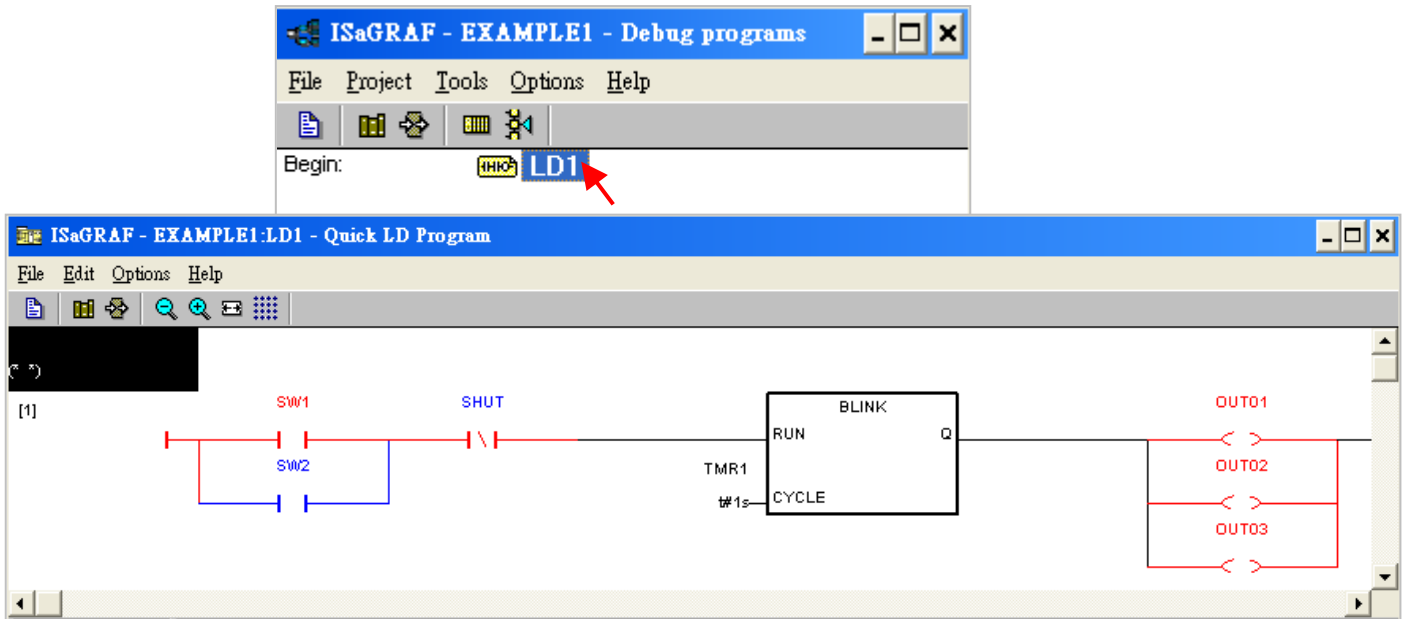 ISaGRAF - EXAMPLE1 - Debug programs
File Project Tools Options Help
Begin: LD1
ISaGRAF - EXAMPLE1:LD1 - Quick LD Program
File Edit Options Help
(* *)
[1]
SW1 SHUT BLINK OUT01
RUN Q
SW2 TMR1 OUT02
t#1s CYCLE
OUT03